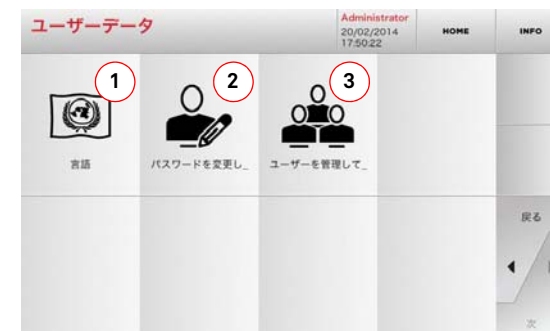 ユーザーデータ
Administrator
20/02/2014
17:50:22
HOME
INFO
1
2
3
言語
パスワードを変更し_
ユーザーを管理して_
戻る
次